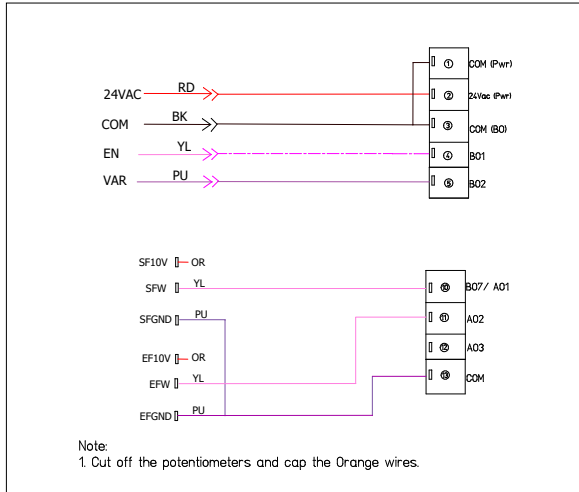 ① COM (Pwr)
24VAC RD ② 24Vac (Pwr)
COM BK ③ COM (BO)
EN YL ④ BO1
VAR PU ⑤ BO2
SF10V OR
SFW YL ⑩ BO7/ AO1
SFGND PU ⑪ AO2
EF10V OR ⑫ AO3
EFW YL ⑬ COM
EFGND PU
Note:
1. Cut off the potentiometers and cap the Orange wires.